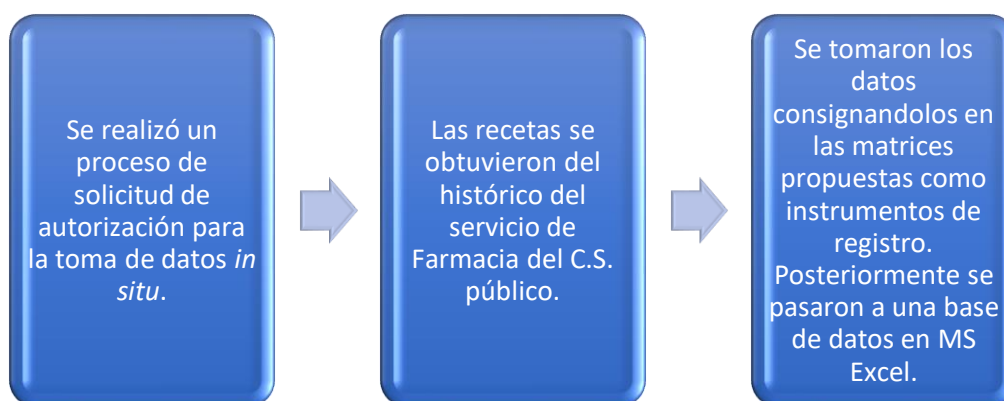 Se realizó un
proceso de
solicitud de
autorización para
la toma de datos in
situ.
Las recetas se
obtuvieron del
histórico del
servicio de
Farmacia del C.S.
público.
Se tomaron los
datos
consignandolos en
las matrices
propuestas como
instrumentos de
registro.
Posteriormente se
pasaron a una base
de datos en MS
Excel.